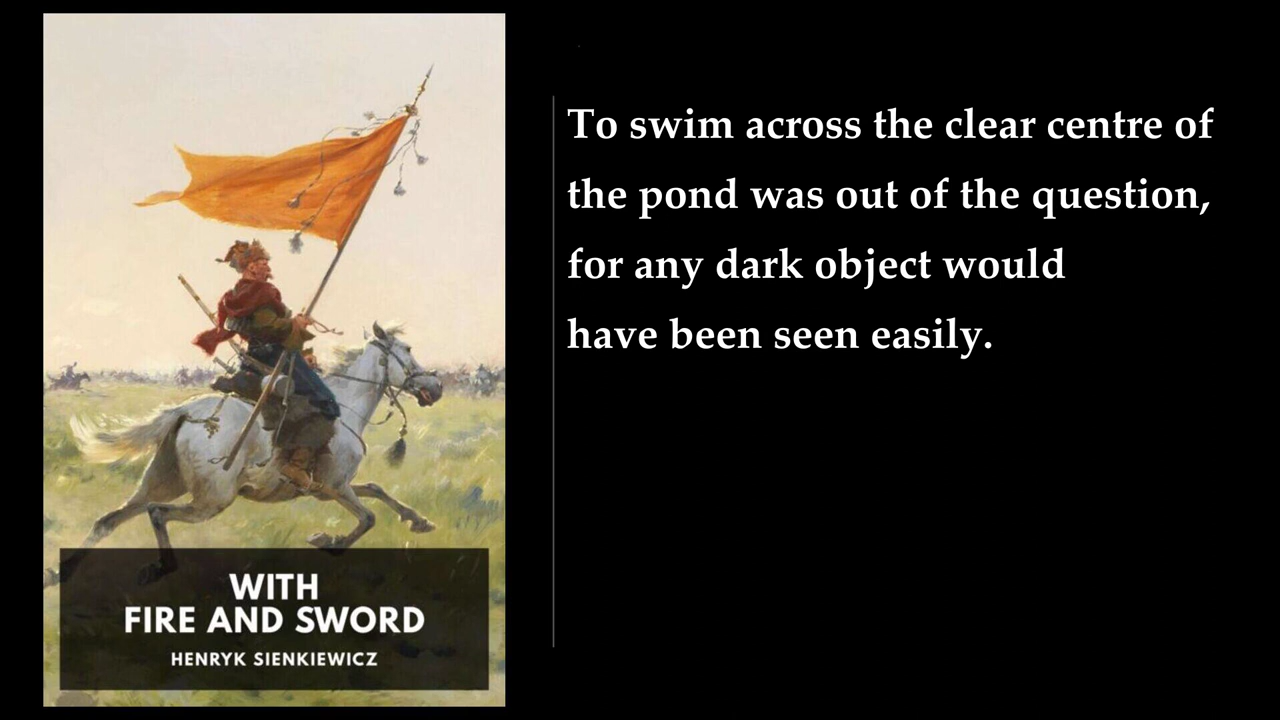 To swim across the clear centre of
the pond was out of the question,
for any dark object would
have been seen easily.
WITH
FIRE AND SWORD
HENRYK SIENKIEWICZ